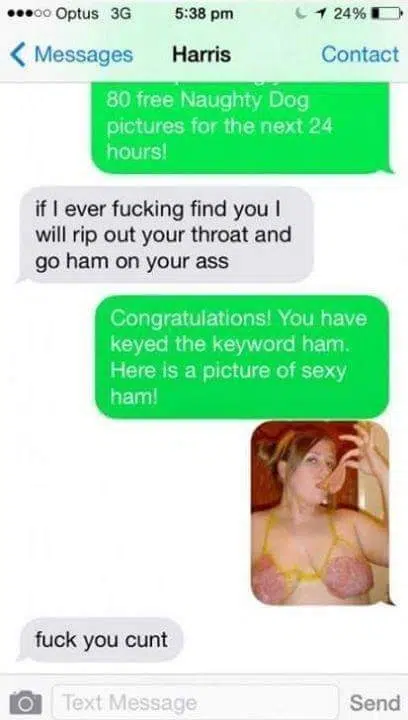 Optus 3G 5:38 pm 24%
Messages Harris Contact
80 free Naughty Dog
pictures for the next 24
hours!
if I ever fucking find you I
will rip out your throat and
go ham on your ass
Congratulations! You have
keyed the keyword ham.
Here is a picture of sexy
ham!
fuck you cunt
Text Message Send